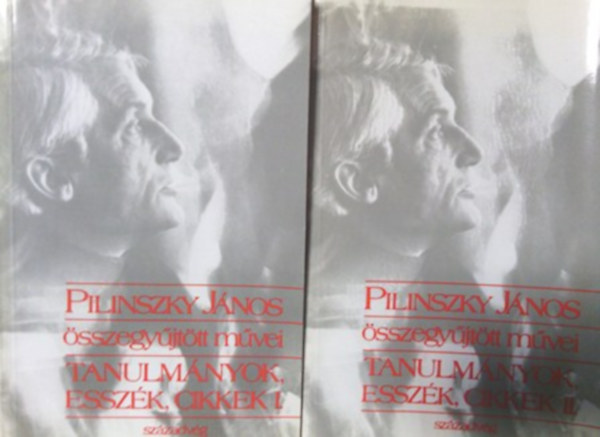 PILINSZKY JÁNOS
összegyűjtött művei
TANULMÁNYOK,
ESSZÉK, CIKKEK I.
századvég
PILINSZKY JÁNOS
összegyűjtött művei
TANULMÁNYOK,
ESSZÉK, CIKKEK II.
századvég